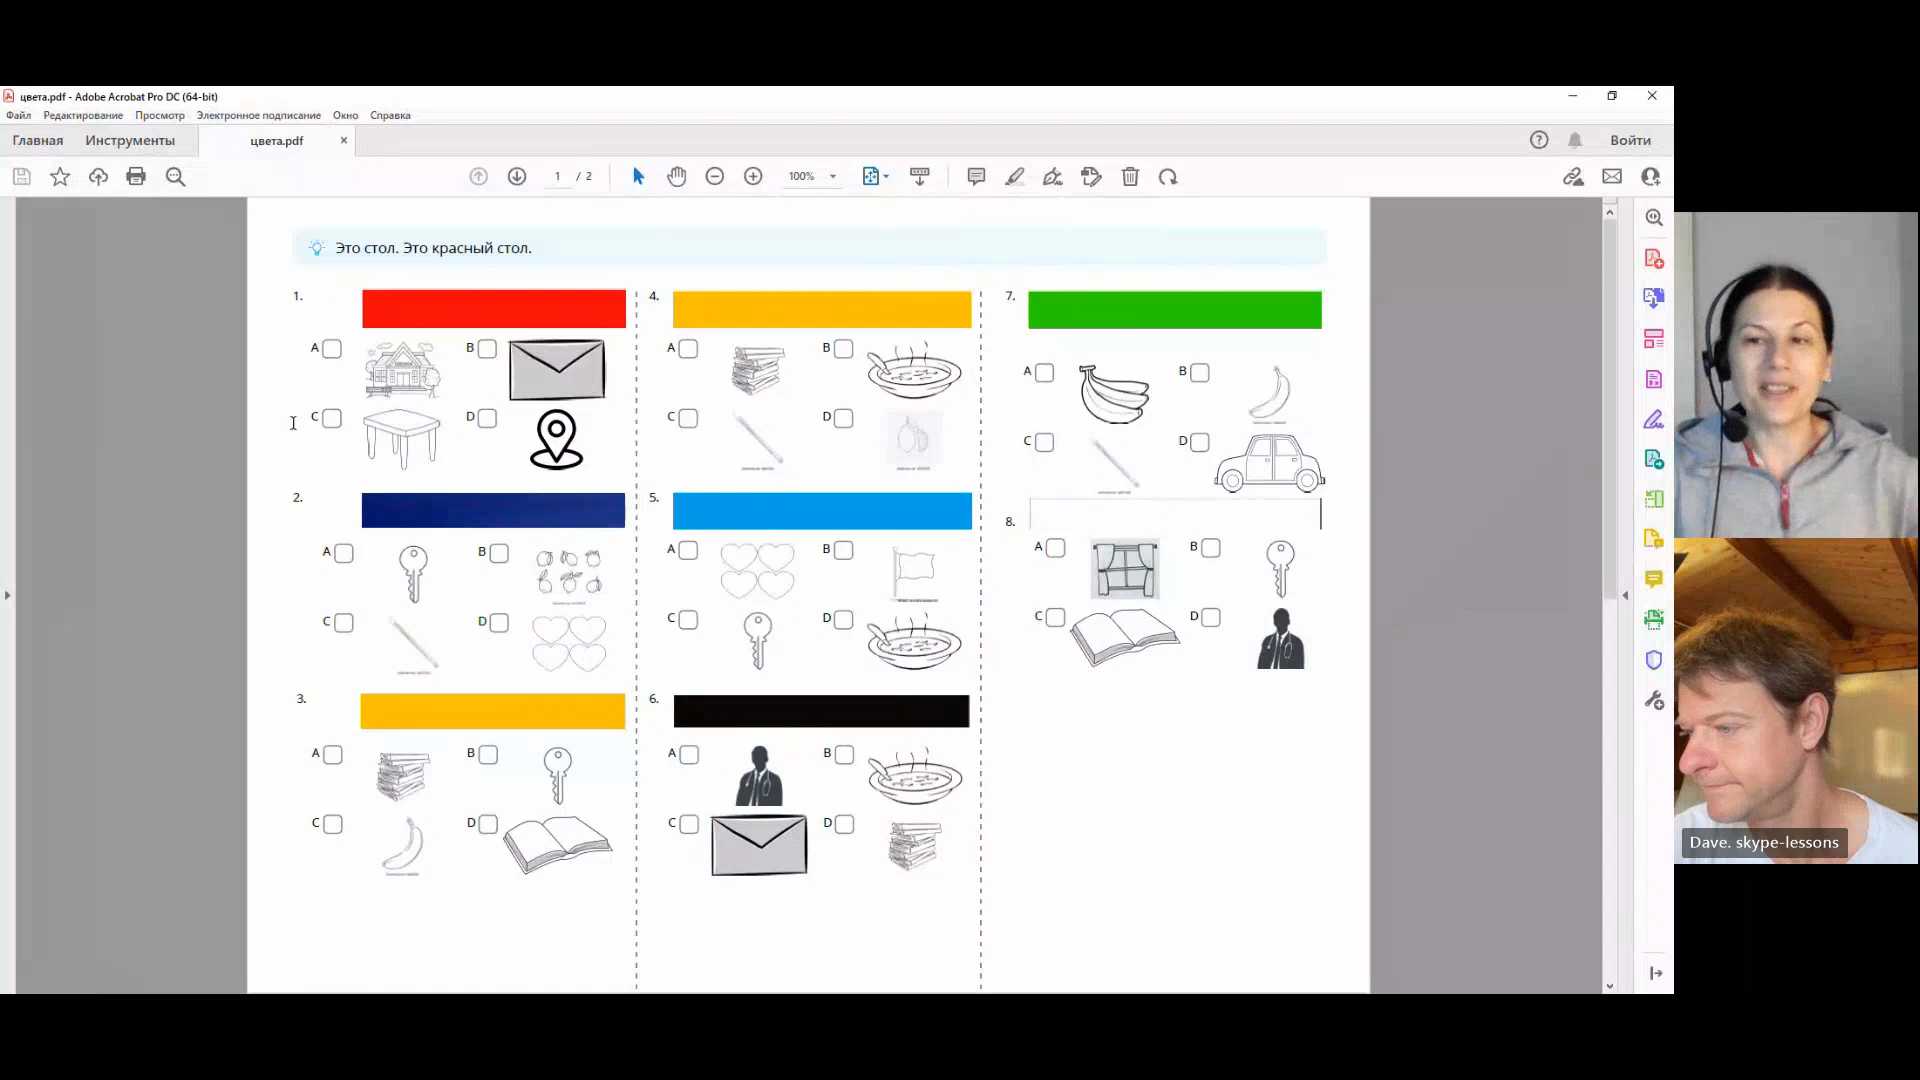 цвета.pdf - Adobe Acrobat Pro DC (64-bit)
Файл Редактирование Просмотр Электронное подписание Окно Справка
Главная Инструменты цвета.pdf Войти
1 / 2 100%
Это стол. Это красный стол.
1.
A B
C D
2.
A B
C D
3.
A B
C D
4.
A B
C D
5.
A B
C D
6.
A B
C D
7.
A B
C D
8.
A B
C D
Dave. skype-lessons